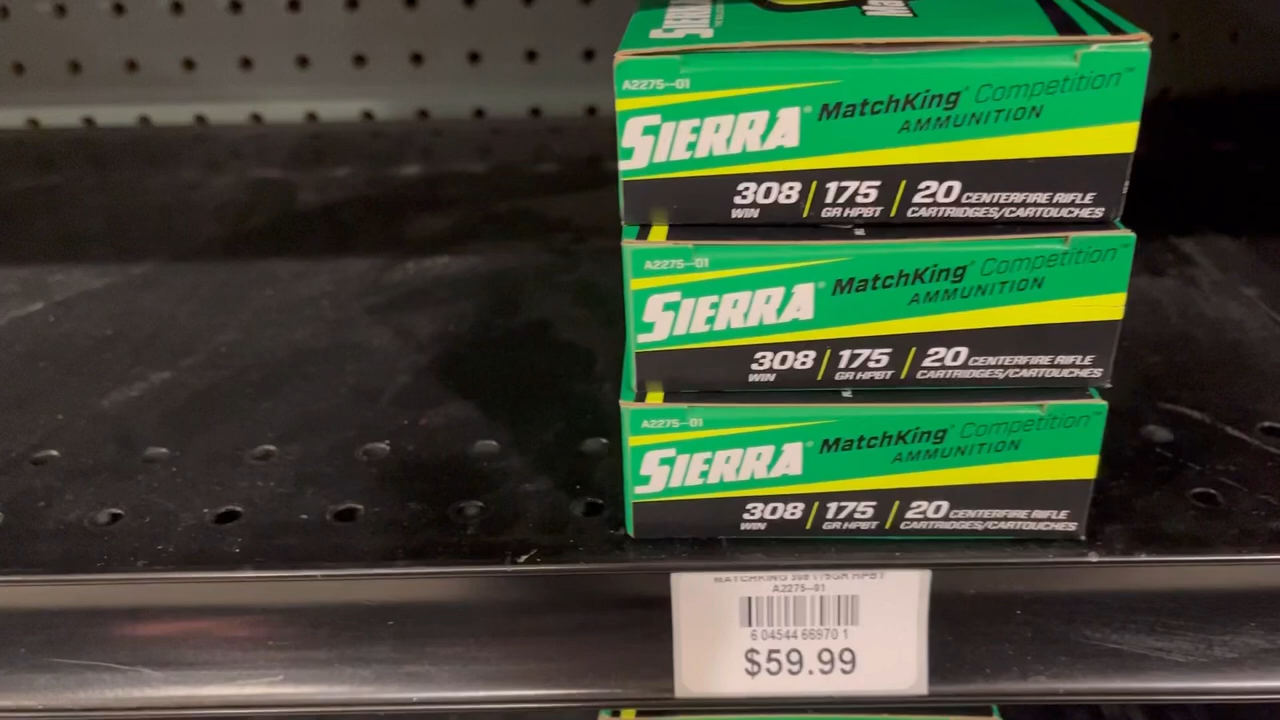 SIERRA
A2275--01
SIERRA® MatchKing® Competition™
AMMUNITION
308 / 175 / 20 CENTERFIRE RIFLE
WIN GR HPBT CARTRIDGES/CARTOUCHES
A2275--01
SIERRA® MatchKing® Competition™
AMMUNITION
308 / 175 / 20 CENTERFIRE RIFLE
WIN GR HPBT CARTRIDGES/CARTOUCHES
A2275--01
SIERRA® MatchKing® Competition™
AMMUNITION
308 / 175 / 20 CENTERFIRE RIFLE
WIN GR HPBT CARTRIDGES/CARTOUCHES
MATCHKING 308 175GR HPBT
A2275--01
6 04544 66970 1
$59.99